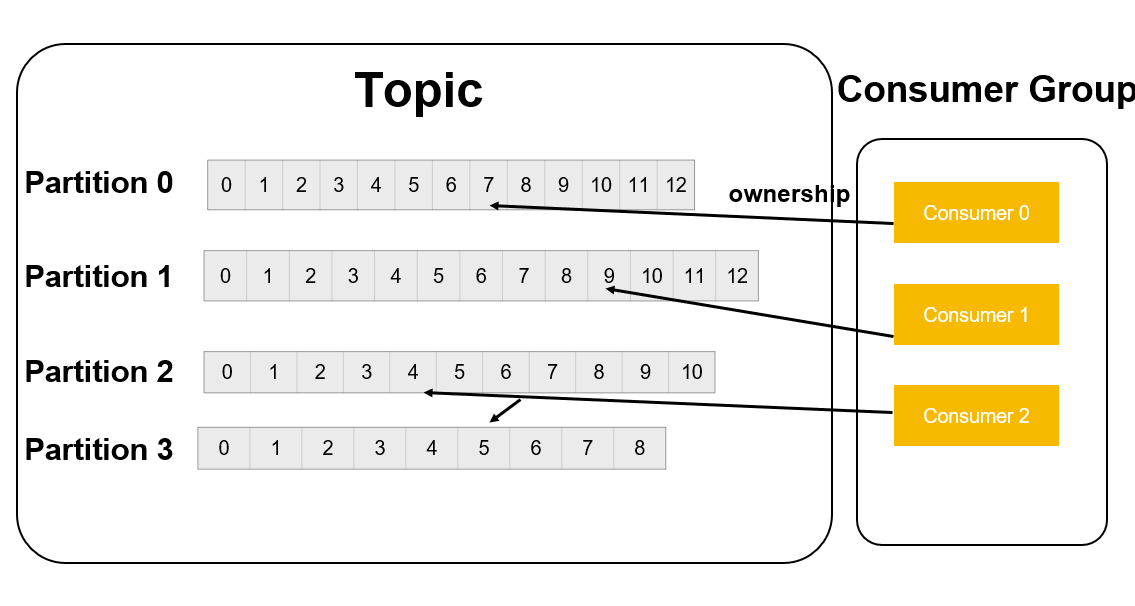 Topic
Consumer Group
Partition 0
0 1 2 3 4 5 6 7 8 9 10 11 12
ownership
Consumer 0
Partition 1
0 1 2 3 4 5 6 7 8 9 10 11 12
Consumer 1
Partition 2
0 1 2 3 4 5 6 7 8 9 10
Consumer 2
Partition 3
0 1 2 3 4 5 6 7 8